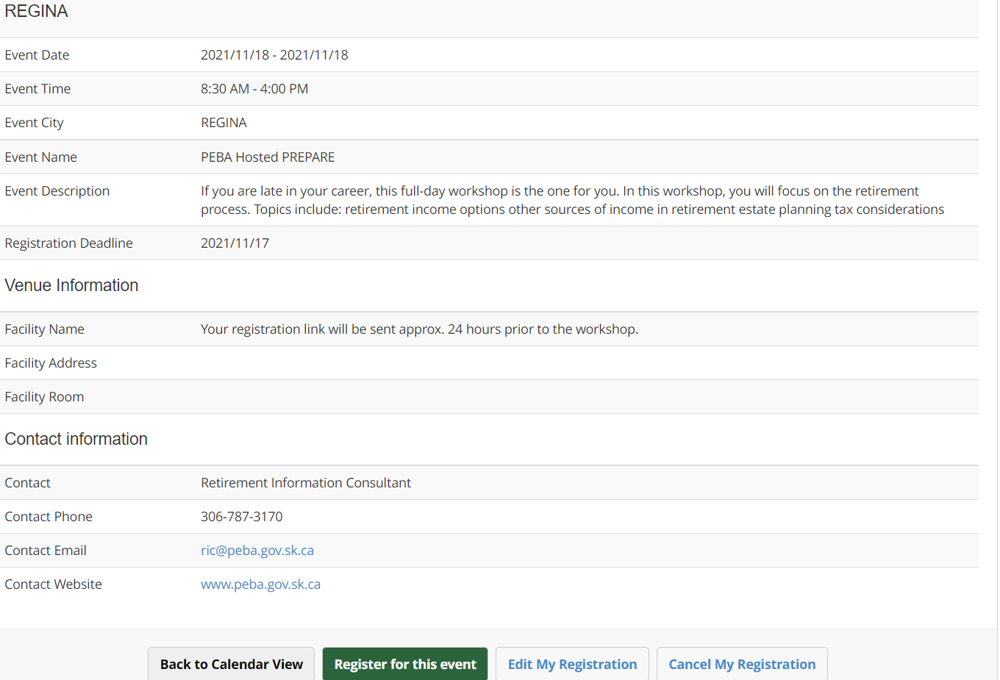 REGINA
Event Date 2021/11/18 - 2021/11/18
Event Time 8:30 AM - 4:00 PM
Event City REGINA
Event Name PEBA Hosted PREPARE
Event Description If you are late in your career, this full-day workshop is the one for you. In this workshop, you will focus on the retirement
process. Topics include: retirement income options other sources of income in retirement estate planning tax considerations
Registration Deadline 2021/11/17
Venue Information
Facility Name Your registration link will be sent approx. 24 hours prior to the workshop.
Facility Address
Facility Room
Contact information
Contact Retirement Information Consultant
Contact Phone 306-787-3170
Contact Email ric@peba.gov.sk.ca
Contact Website www.peba.gov.sk.ca
Back to Calendar View Register for this event Edit My Registration Cancel My Registration